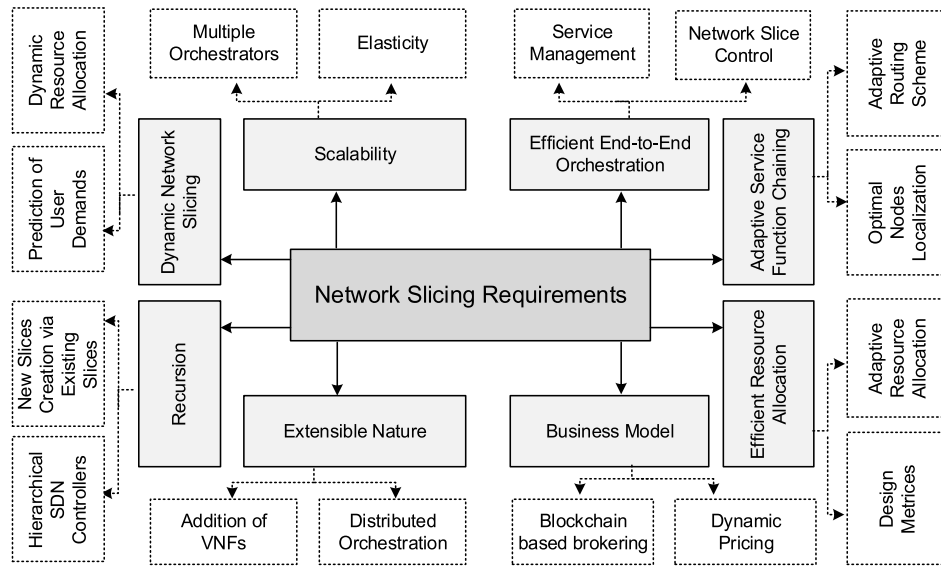 Multiple
Orchestrators
Elasticity
Service
Management
Network Slice
Control
Dynamic
Resource
Allocation
Prediction of
User
Demands
Dynamic Network
Slicing
Scalability
Efficient End-to-End
Orchestration
Adaptive Service
Function Chaining
Adaptive
Routing
Scheme
Optimal
Nodes
Localization
Network Slicing Requirements
New Slices
Creation via
Existing
Slices
Hierarchical
SDN
Controllers
Recursion
Extensible Nature
Business Model
Efficient Resource
Allocation
Adaptive
Resource
Allocation
Design
Metrices
Addition of
VNFs
Distributed
Orchestration
Blockchain
based brokering
Dynamic
Pricing